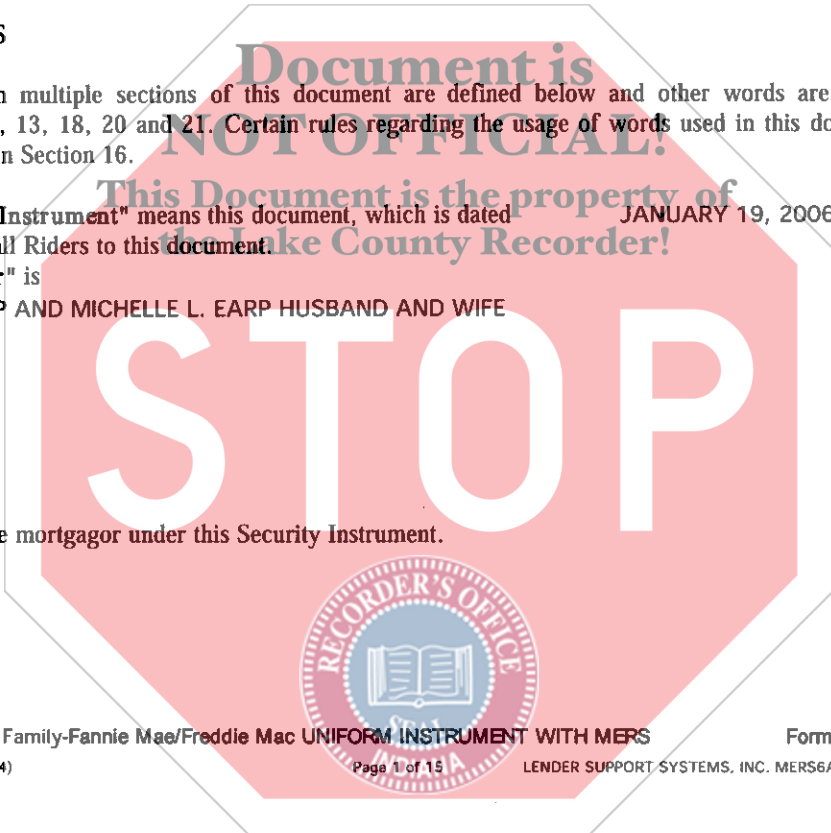 S
Document is
n multiple sections of this document are defined below and other words are
, 13, 18, 20 and 21. Certain rules regarding the usage of words used in this do
NOT OFFICIAL!
n Section 16.
This Document is the property of
Instrument" means this document, which is dated JANUARY 19, 2006
the Lake County Recorder!
all Riders to this document.
r" is
P AND MICHELLE L. EARP HUSBAND AND WIFE
STOP
e mortgagor under this Security Instrument.
RECORDER'S OFFICE
SEAL
INDIANA
Family-Fannie Mae/Freddie Mac UNIFORM INSTRUMENT WITH MERS Form
4) Page 1 of 15 LENDER SUPPORT SYSTEMS, INC. MERS6A